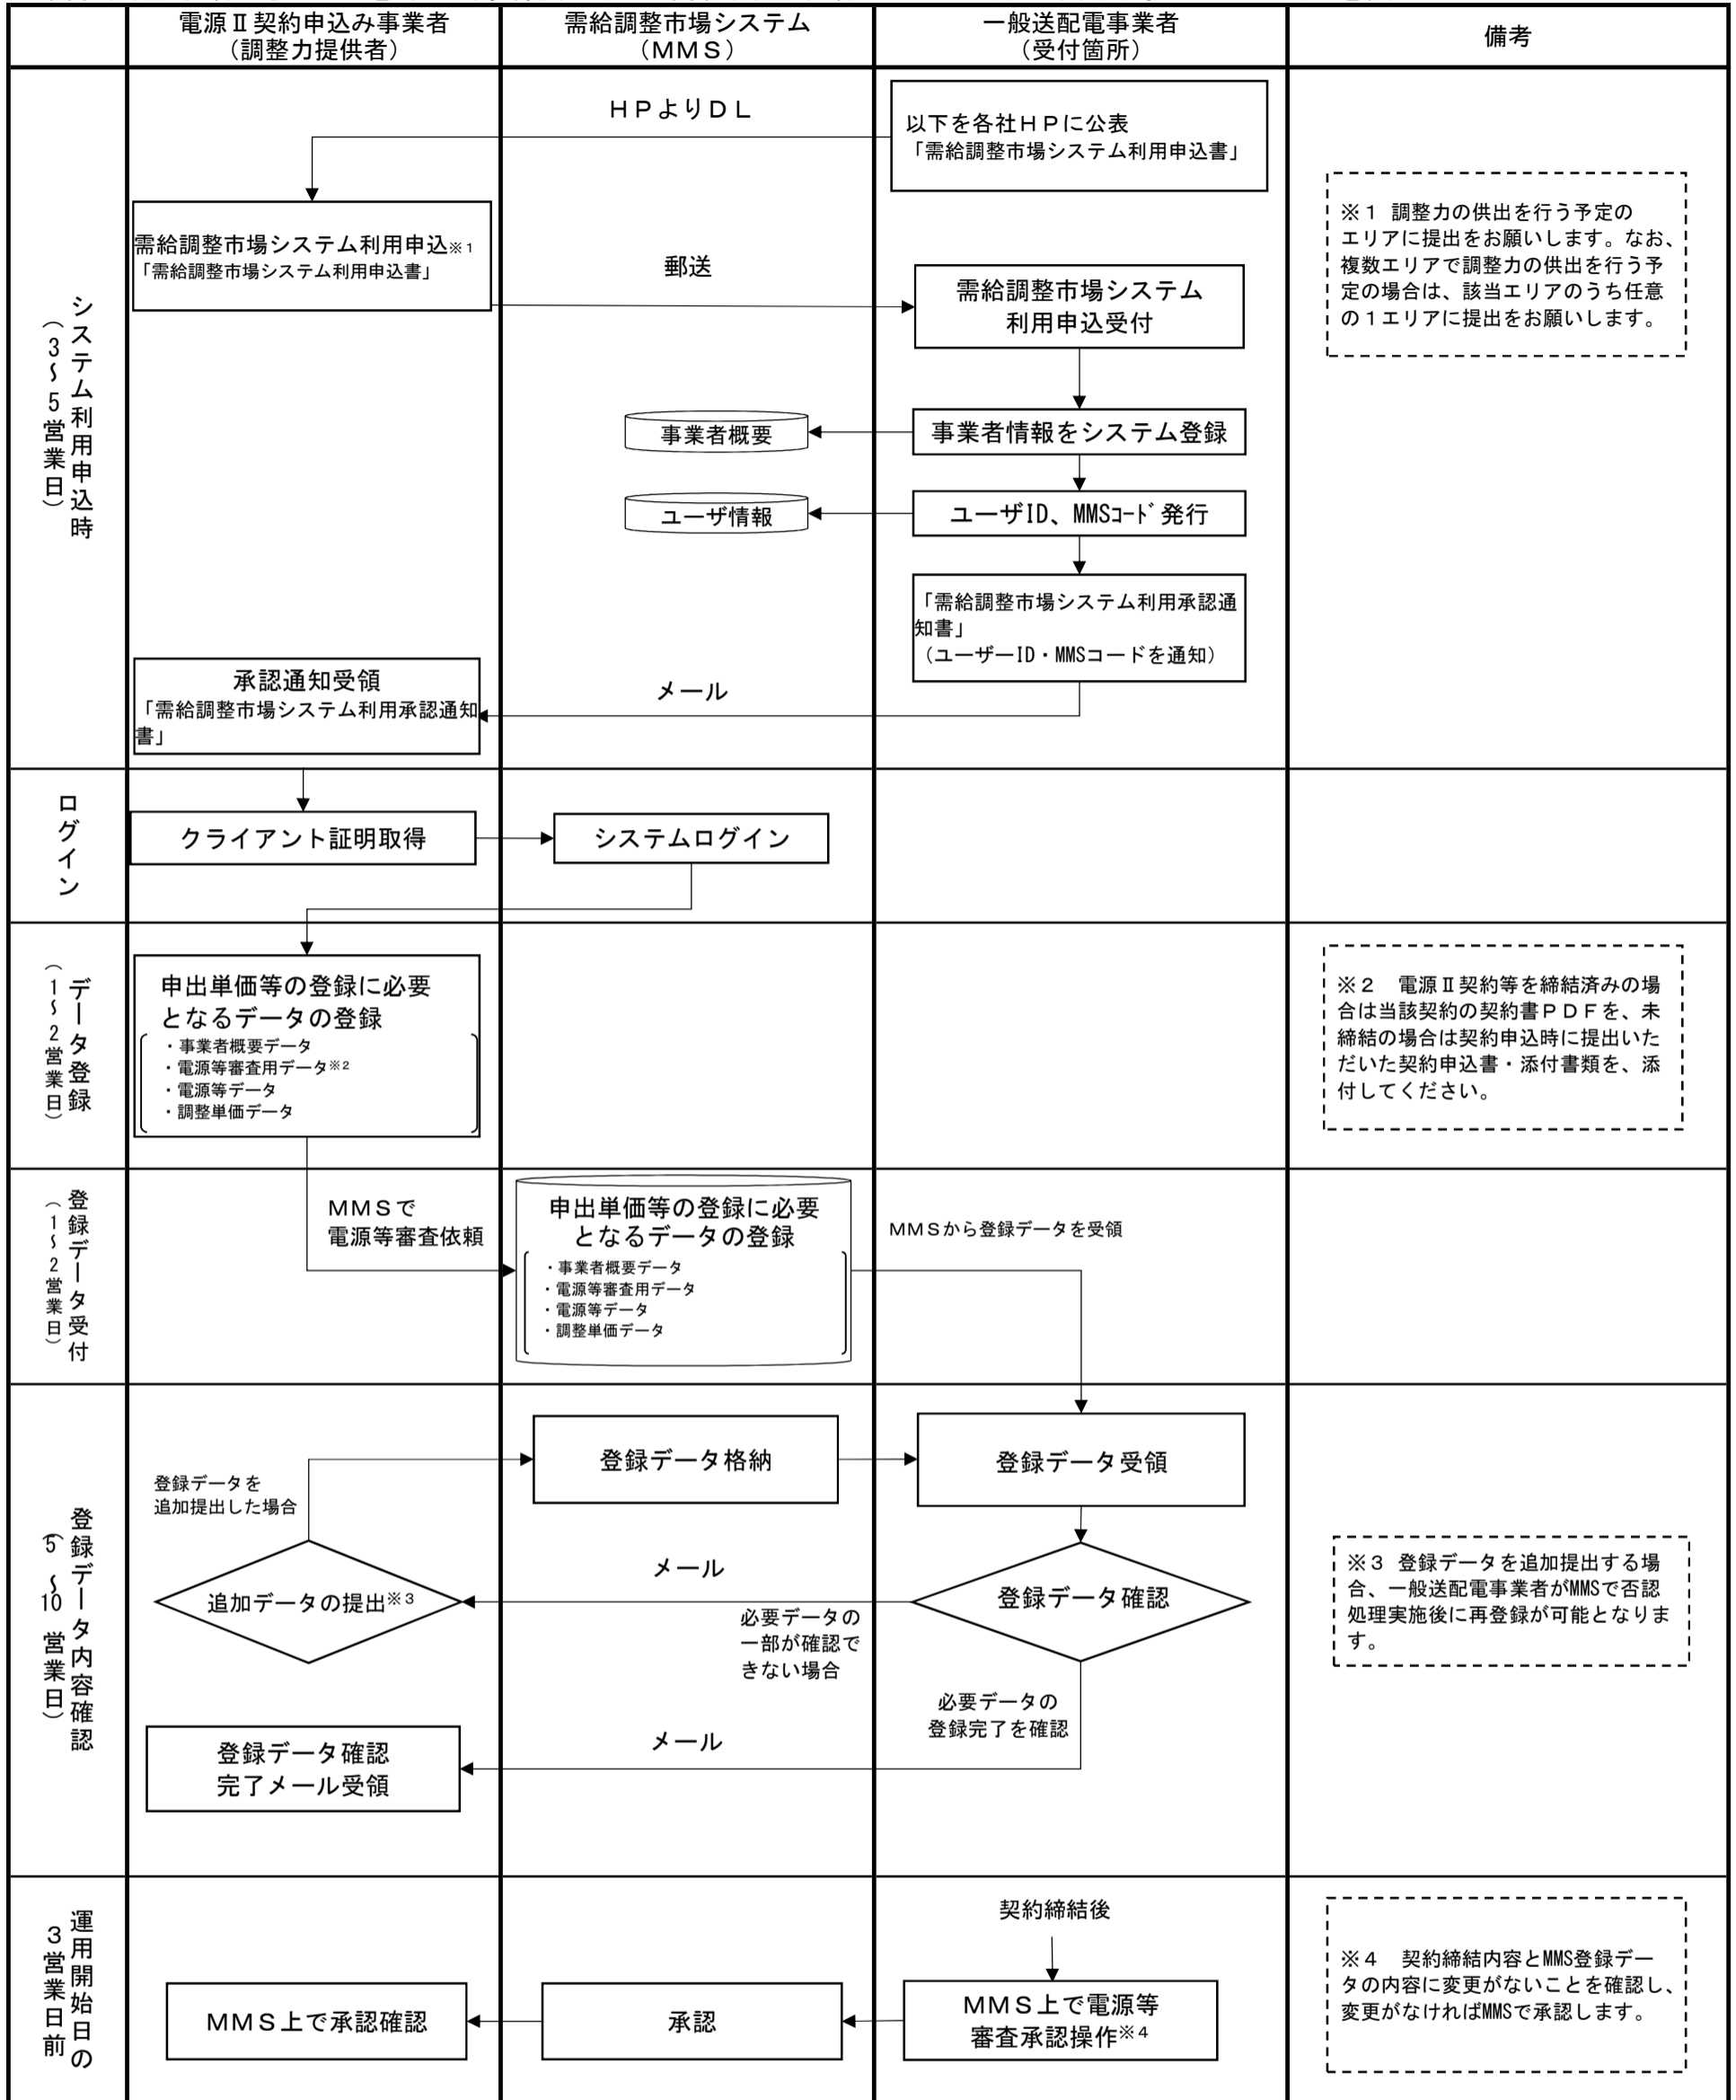 電源Ⅱ契約申込み事業者
（調整力提供者）
需給調整市場システム
（ＭＭＳ）
一般送配電事業者
（受付箇所）
備考
システム利用申込時
（３～５営業日）
ＨＰよりＤＬ
以下を各社ＨＰに公表
「需給調整市場システム利用申込書」
需給調整市場システム利用申込※１
「需給調整市場システム利用申込書」
郵送
需給調整市場システム
利用申込受付
※１ 調整力の供出を行う予定の
エリアに提出をお願いします。なお、
複数エリアで調整力の供出を行う予
定の場合は、該当エリアのうち任意
の１エリアに提出をお願いします。
事業者概要
事業者情報をシステム登録
ユーザ情報
ユーザID、MMSｺｰﾄﾞ発行
「需給調整市場システム利用承認通
知書」
（ユーザーID・MMSコードを通知）
承認通知受領
「需給調整市場システム利用承認通知
書」
メール
ログイン
クライアント証明取得
システムログイン
データ登録
（１～２営業日）
申出単価等の登録に必要
となるデータの登録
・事業者概要データ
・電源等審査用データ※２
・電源等データ
・調整単価データ
※２　電源Ⅱ契約等を締結済みの場
合は当該契約の契約書ＰＤＦを、未
締結の場合は契約申込時に提出いた
だいた契約申込書・添付書類を、添
付してください。
登録データ受付
（１～２営業日）
ＭＭＳで
電源等審査依頼
申出単価等の登録に必要
となるデータの登録
・事業者概要データ
・電源等審査用データ
・電源等データ
・調整単価データ
ＭＭＳから登録データを受領
登録データ内容確認
（５～10営業日）
登録データを
追加提出した場合
登録データ格納
登録データ受領
追加データの提出※３
メール
必要データの
一部が確認で
きない場合
登録データ確認
※３ 登録データを追加提出する場
合、一般送配電事業者がMMSで否認
処理実施後に再登録が可能となりま
す。
必要データの
登録完了を確認
登録データ確認
完了メール受領
メール
運用開始日の
３営業日前
契約締結後
ＭＭＳ上で承認確認
承認
ＭＭＳ上で電源等
審査承認操作※４
※４　契約締結内容とMMS登録デー
タの内容に変更がないことを確認し、
変更がなければMMSで承認します。